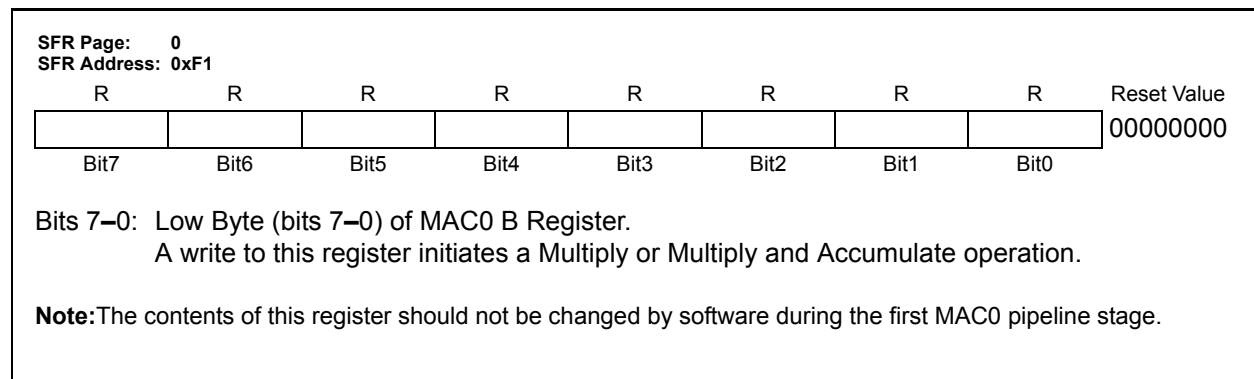 SFR Page: 0
SFR Address: 0xF1
R R R R R R R R Reset Value
00000000
Bit7 Bit6 Bit5 Bit4 Bit3 Bit2 Bit1 Bit0
Bits 7–0: Low Byte (bits 7–0) of MAC0 B Register.
A write to this register initiates a Multiply or Multiply and Accumulate operation.
Note:The contents of this register should not be changed by software during the first MAC0 pipeline stage.